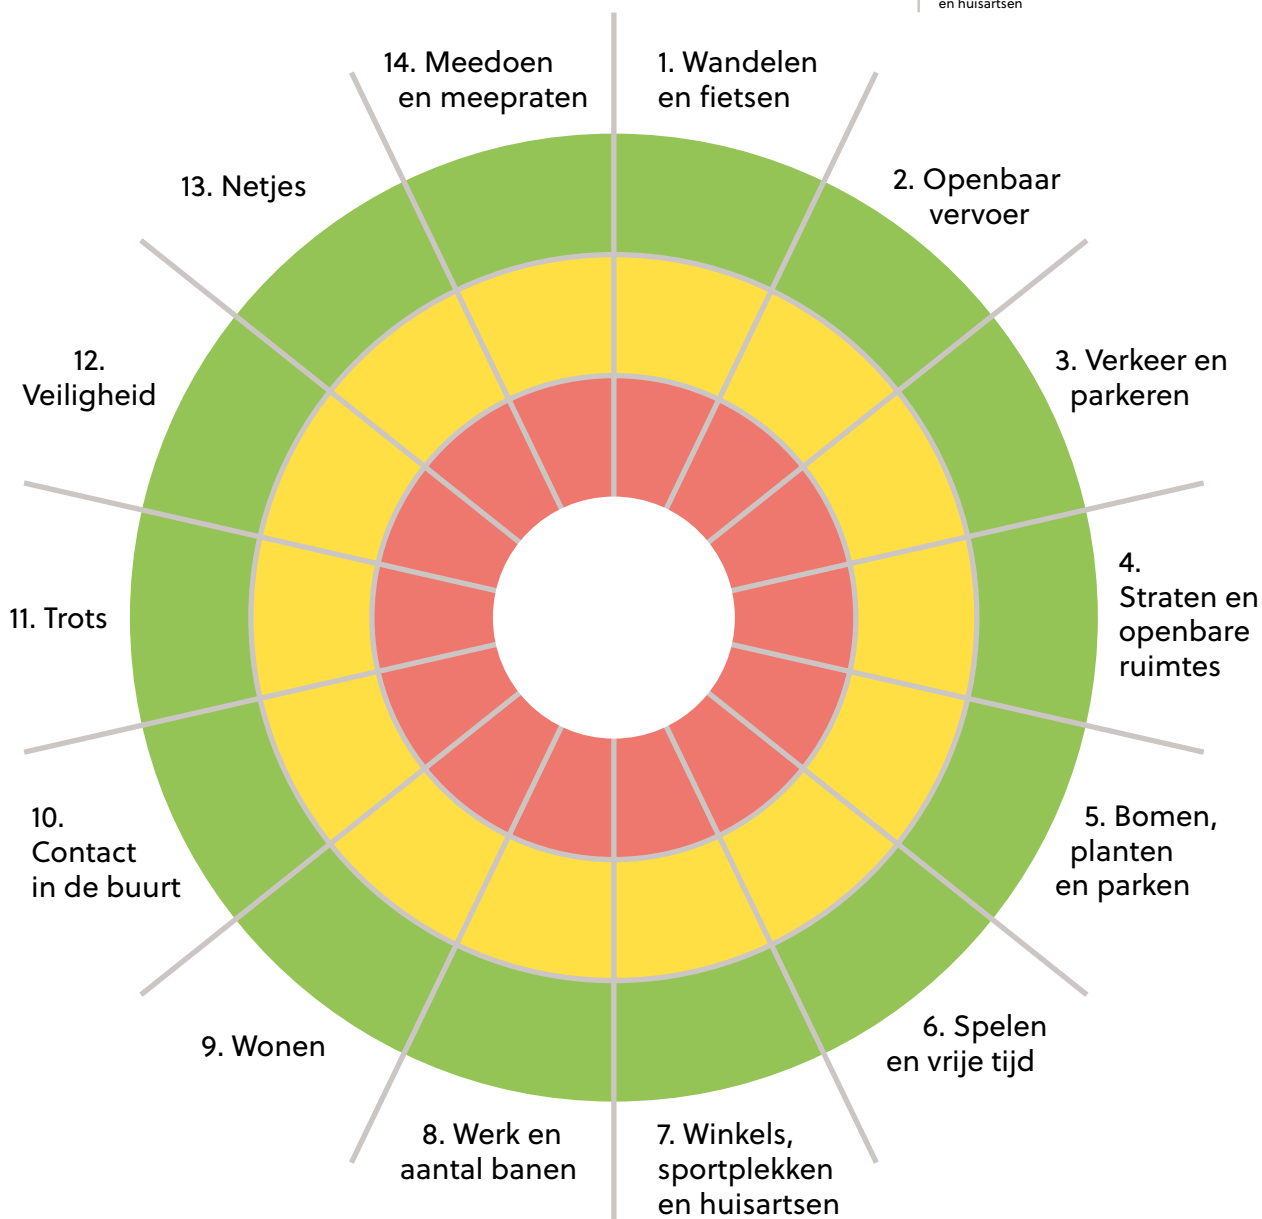 en huisartsen
14. Meedoen
en meepraten
1. Wandelen
en fietsen
13. Netjes
2. Openbaar
vervoer
12.
Veiligheid
3. Verkeer en
parkeren
11. Trots
4.
Straten en
openbare
ruimtes
10.
Contact
in de buurt
5. Bomen,
planten
en parken
9. Wonen
6. Spelen
en vrije tijd
8. Werk en
aantal banen
7. Winkels,
sportplekken
en huisartsen